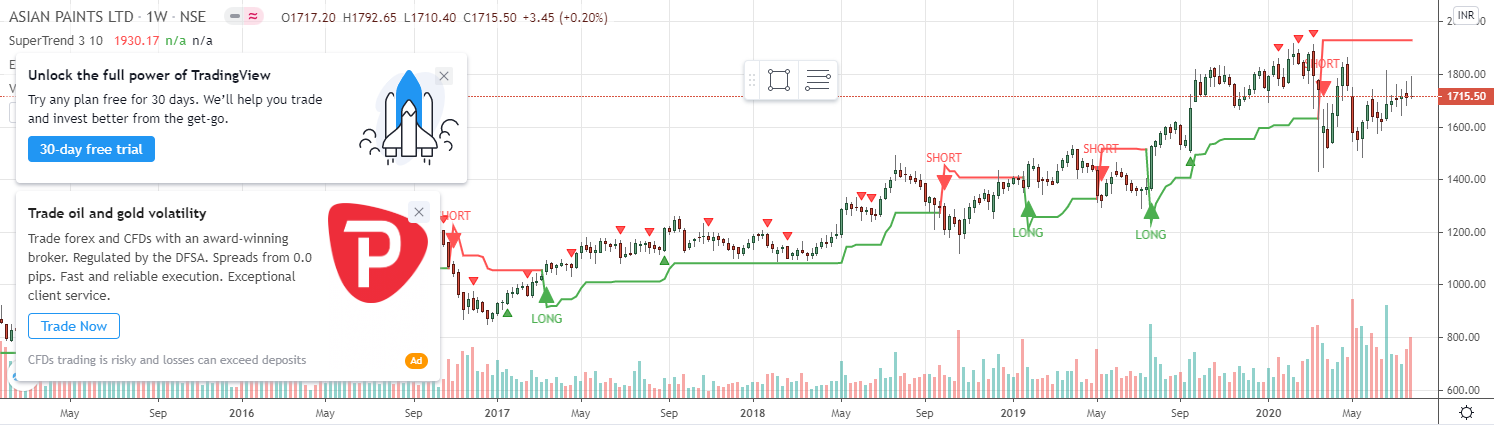 ASIAN PAINTS LTD · 1W · NSE
O1717.20 H1792.65 L1710.40 C1715.50 +3.45 (+0.20%)
INR
SuperTrend 3 10 1930.17 n/a n/a
Unlock the full power of TradingView
Try any plan free for 30 days. We'll help you trade
and invest better from the get-go.
30-day free trial
Trade oil and gold volatility
Trade forex and CFDs with an award-winning
broker. Regulated by the DFSA. Spreads from 0.0
pips. Fast and reliable execution. Exceptional
client service.
Trade Now
CFDs trading is risky and losses can exceed deposits
Ad
P
LONG
SHORT
LONG
SHORT
LONG
SHORT
1800.00
1715.50
1600.00
1400.00
1200.00
1000.00
800.00
600.00
May Sep 2016 May Sep 2017 May Sep 2018 May Sep 2019 May Sep 2020 May